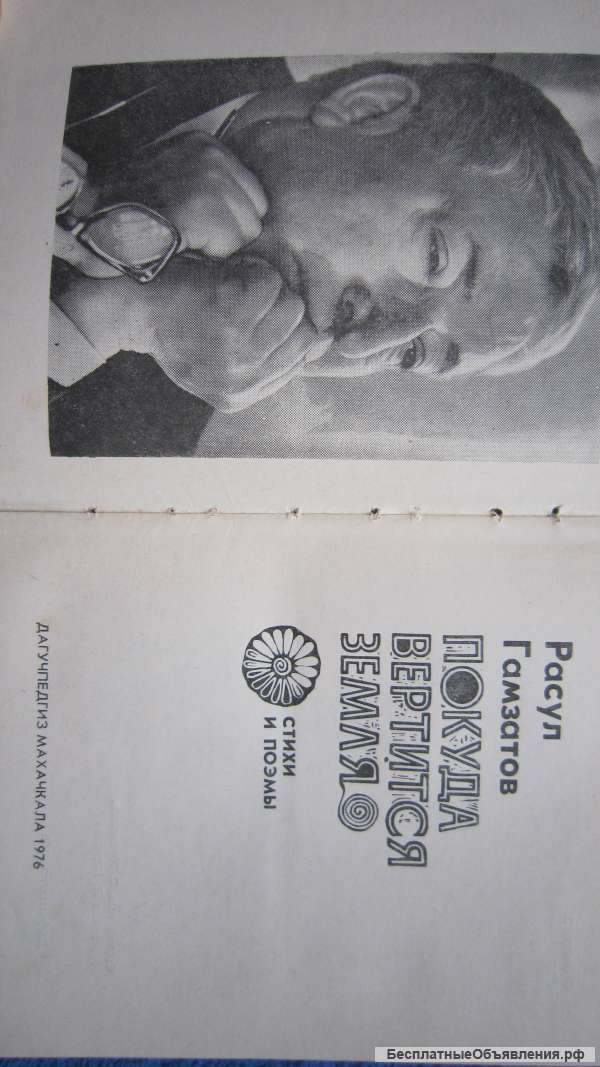 Расул
Гамзатов
ПОКУДА
ВЕРТИТСЯ
ЗЕМЛЯ
СТИХИ
И ПОЭМЫ
ДАГУЧПЕДГИЗ МАХАЧКАЛА 1976
БесплатныеОбъявления.рф